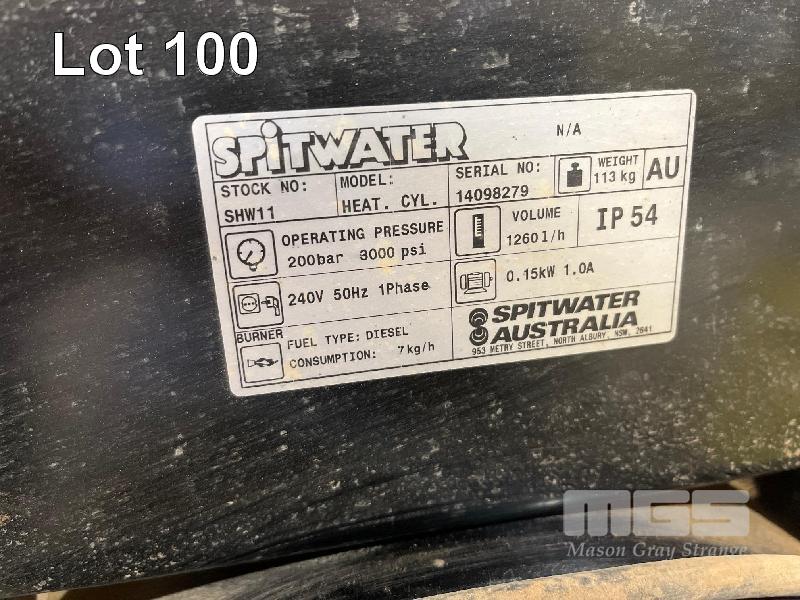 Lot 100
SPiTWATER
N/A
STOCK NO:
SHW11
MODEL:
HEAT. CYL.
SERIAL NO:
14098279
WEIGHT
113 kg
AU
OPERATING PRESSURE
200bar 3000 psi
VOLUME
1260l/h
IP 54
240V 50Hz 1Phase
0.15kW 1.0A
BURNER
FUEL TYPE: DIESEL
CONSUMPTION: 7kg/h
SPITWATER
AUSTRALIA
953 METRY STREET, NORTH ALBURY, NSW, 2641
MGS
Mason Gray Strange